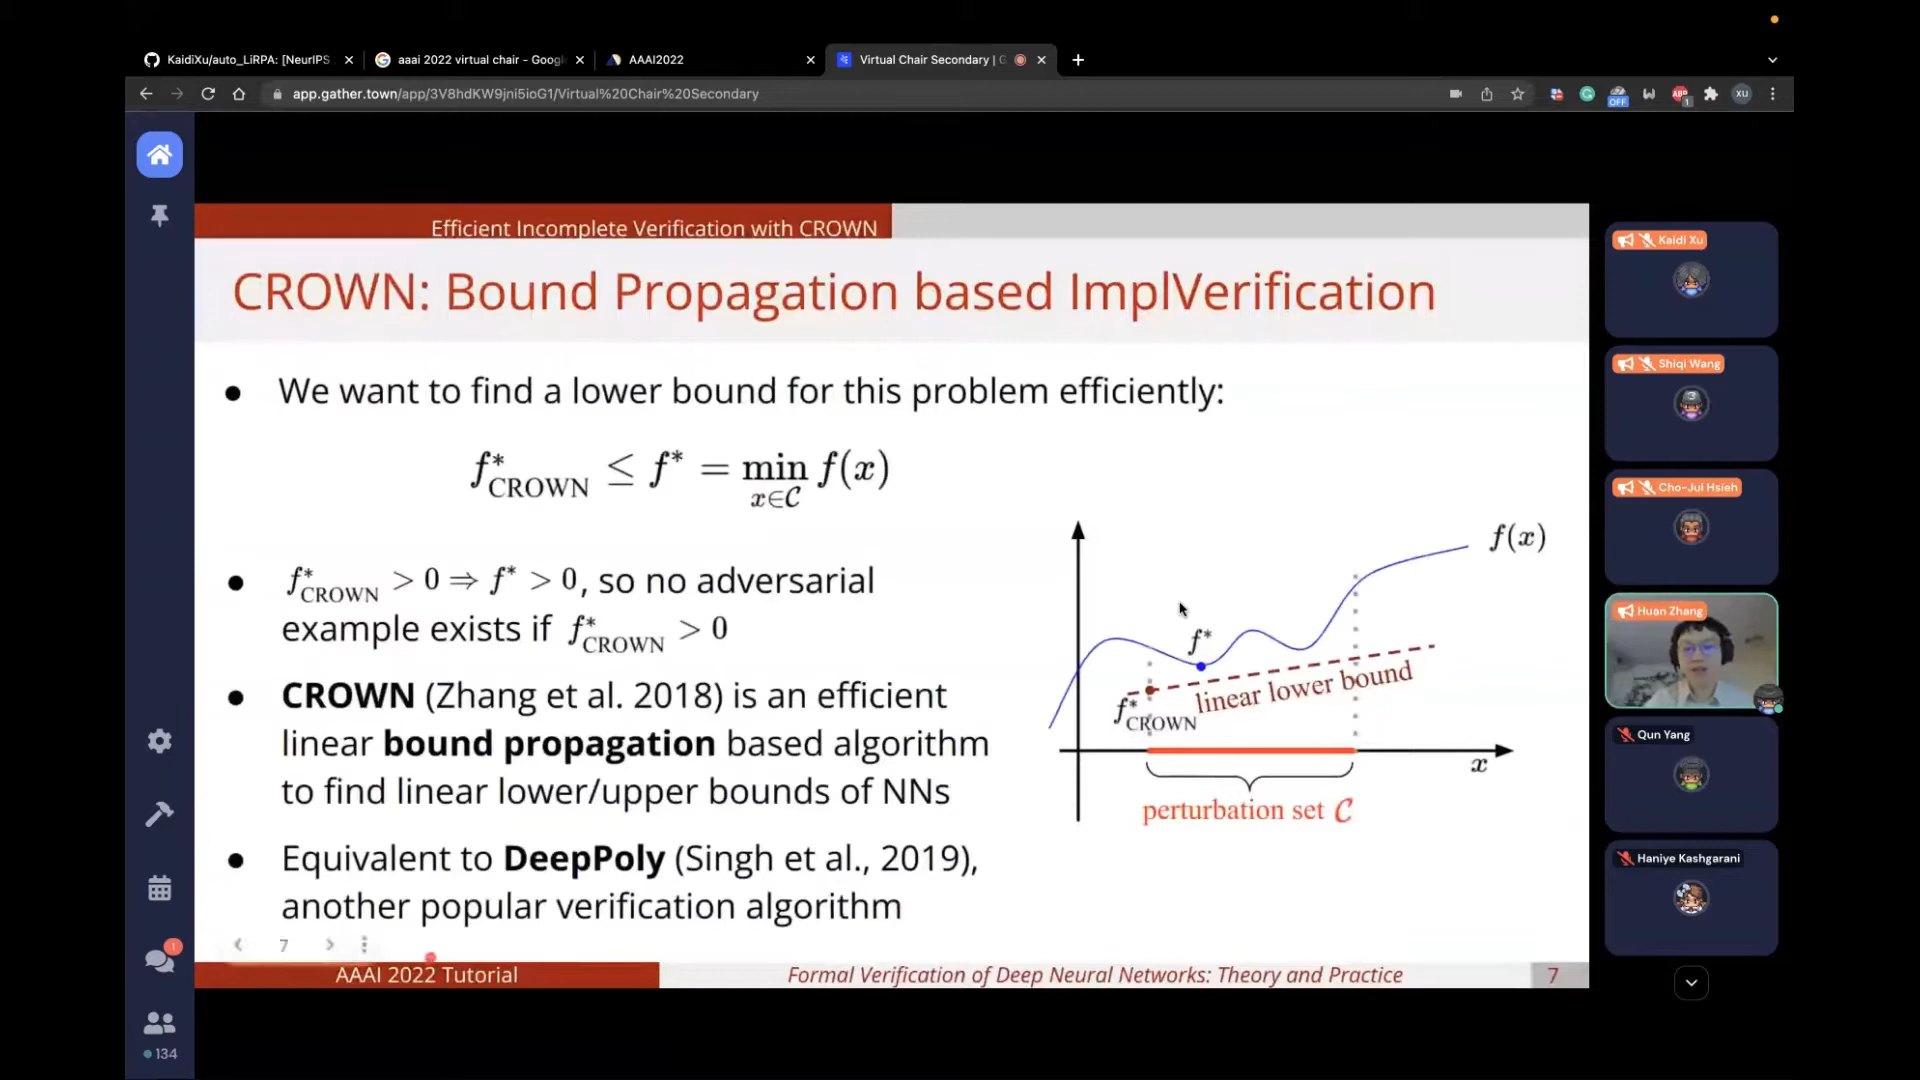 KaidiXu/auto_LiRPA: [NeurIPS
aaai 2022 virtual chair - Googl
AAAI2022
Virtual Chair Secondary | G
app.gather.town/app/3V8hdKW9jni5ioG1/Virtual%20Chair%20Secondary
OFF
ABP
1
XU
Efficient Incomplete Verification with CROWN
CROWN: Bound Propagation based ImplVerification
● We want to find a lower bound for this problem efficiently:
f*CROWN ≤ f* = min x∈𝒞 f(x)
● f*CROWN > 0 ⇒ f* > 0, so no adversarial
example exists if f*CROWN > 0
● CROWN (Zhang et al. 2018) is an efficient
linear bound propagation based algorithm
to find linear lower/upper bounds of NNs
● Equivalent to DeepPoly (Singh et al., 2019),
another popular verification algorithm
f(x)
f*
linear lower bound
f*CROWN
x
perturbation set 𝒞
7
AAAI 2022 Tutorial
Formal Verification of Deep Neural Networks: Theory and Practice
7
Kaidi Xu
Shiqi Wang
3
Cho-Jui Hsieh
Huan Zhang
Qun Yang
Haniye Kashgarani
1
134